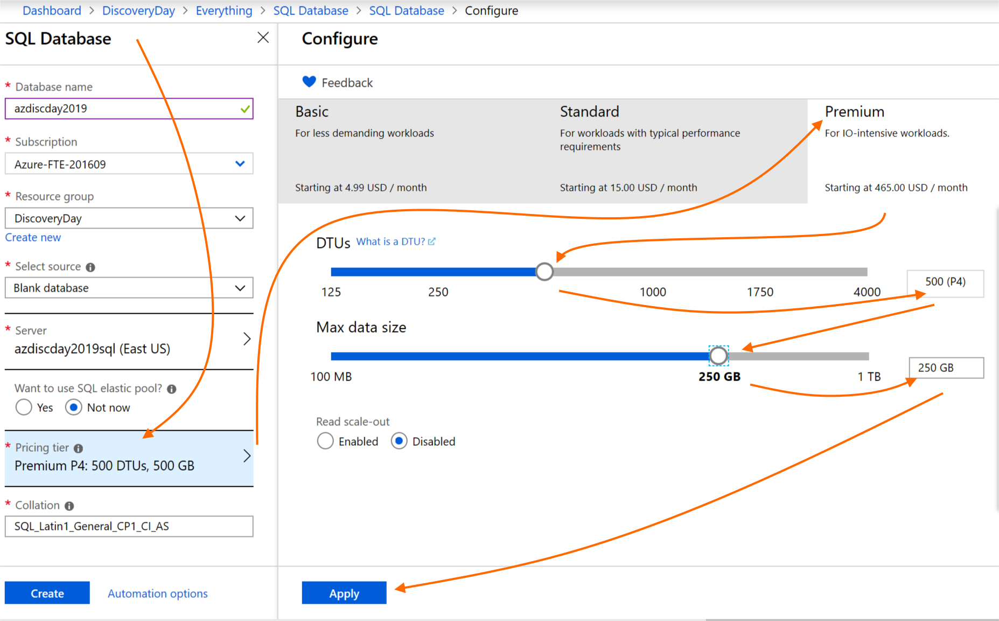 Dashboard > DiscoveryDay > Everything > SQL Database > SQL Database > Configure
SQL Database
* Database name
azdiscday2019
* Subscription
Azure-FTE-201609
* Resource group
DiscoveryDay
Create new
* Select source
Blank database
* Server
azdiscday2019sql (East US)
Want to use SQL elastic pool?
Yes Not now
* Pricing tier
Premium P4: 500 DTUs, 500 GB
* Collation
SQL_Latin1_General_CP1_CI_AS
Create Automation options
Configure
Feedback
Basic
For less demanding workloads
Starting at 4.99 USD / month
Standard
For workloads with typical performance
requirements
Starting at 15.00 USD / month
Premium
For IO-intensive workloads.
Starting at 465.00 USD / month
DTUs What is a DTU?
125 250 1000 1750 4000
500 (P4)
Max data size
100 MB 250 GB 1 TB
250 GB
Read scale-out
Enabled Disabled
Apply